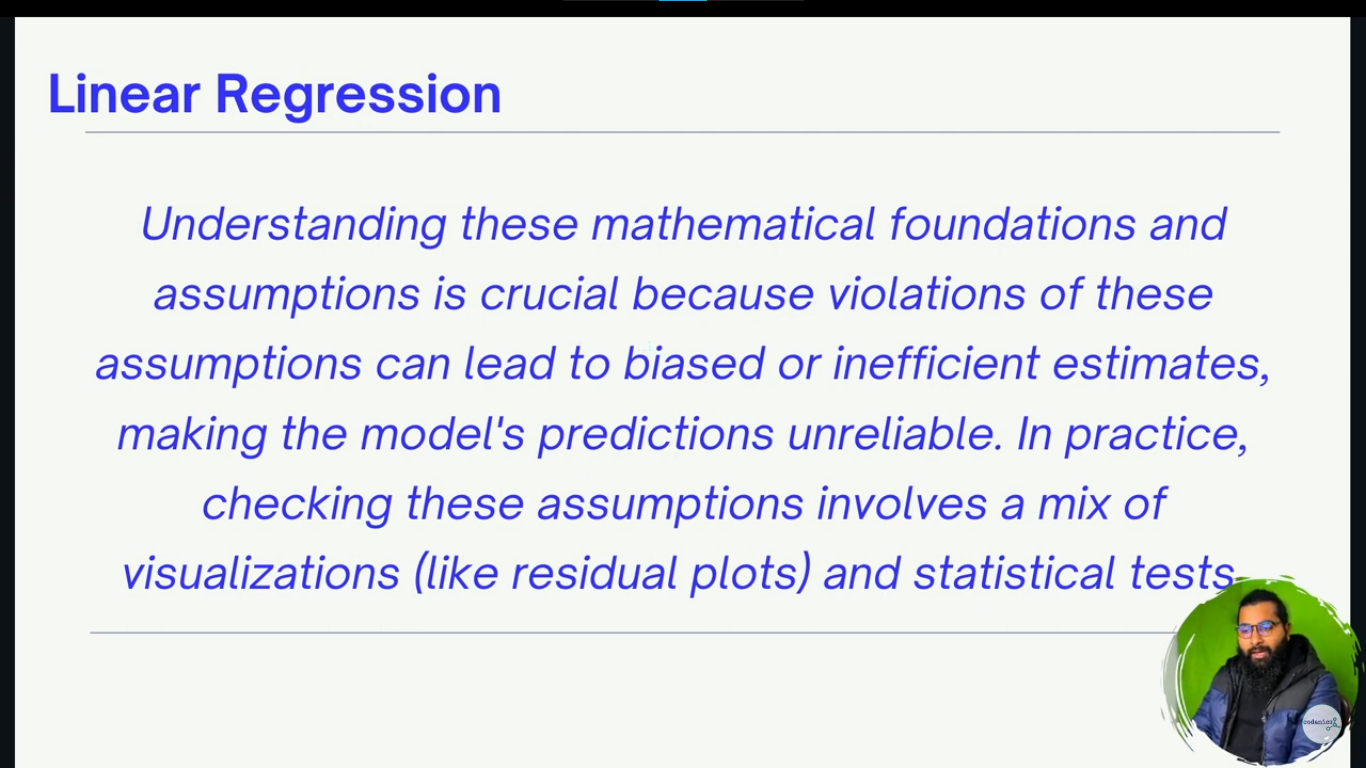 Linear Regression
Understanding these mathematical foundations and
assumptions is crucial because violations of these
assumptions can lead to biased or inefficient estimates,
making the model's predictions unreliable. In practice,
checking these assumptions involves a mix of
visualizations (like residual plots) and statistical tests
codanics